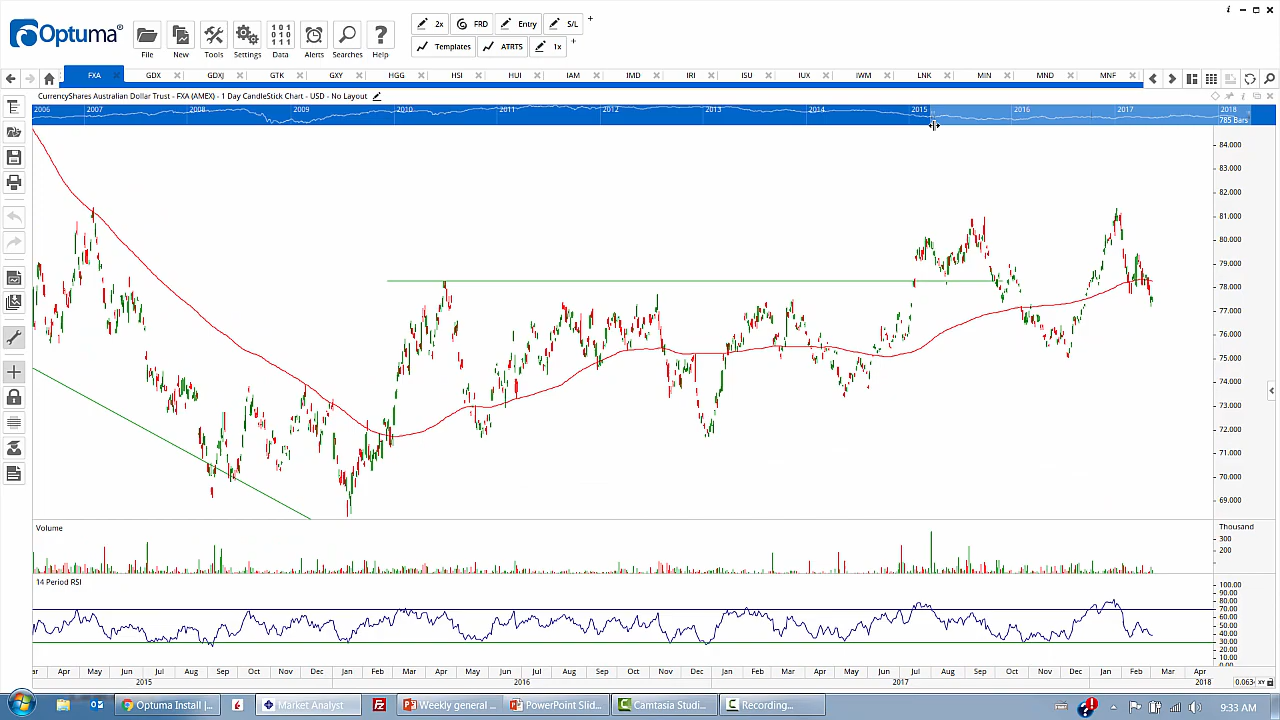 Optuma®
File
New
Tools
Settings
Data
Alerts
Searches
Help
2x
FRD
Entry
S/L
Templates
ATRTS
1x
FXA
GDX
GDXJ
GTK
GXY
HGG
HSI
HUI
IAM
IMD
IRI
ISU
IUX
IWM
LNK
MIN
MND
MNF
CurrencyShares Australian Dollar Trust - FXA (AMEX) - 1 Day CandleStick Chart - USD - No Layout
2006 2007 2008 2009 2010 2011 2012 2013 2014 2015 2016 2017 2018
785 Bars
84.000
83.000
82.000
81.000
80.000
79.000
78.000
77.000
76.000
75.000
74.000
73.000
72.000
71.000
70.000
69.000
Volume
Thousand
300
200
14 Period RSI
100.00
90.00
80.00
70.00
60.00
50.00
40.00
30.00
20.00
10.00
Apr May Jun Jul Aug Sep Oct Nov Dec Jan Feb Apr May Jun Jul Aug Sep Oct Nov Dec Jan Feb Mar Apr May Jun Jul Aug Sep Oct Nov Dec Jan Feb Mar Apr
2015 2016 2017 2018
Optuma Install |...
Market Analyst
Weekly general ...
PowerPoint Slid...
Camtasia Studi...
Recording...
9:33 AM